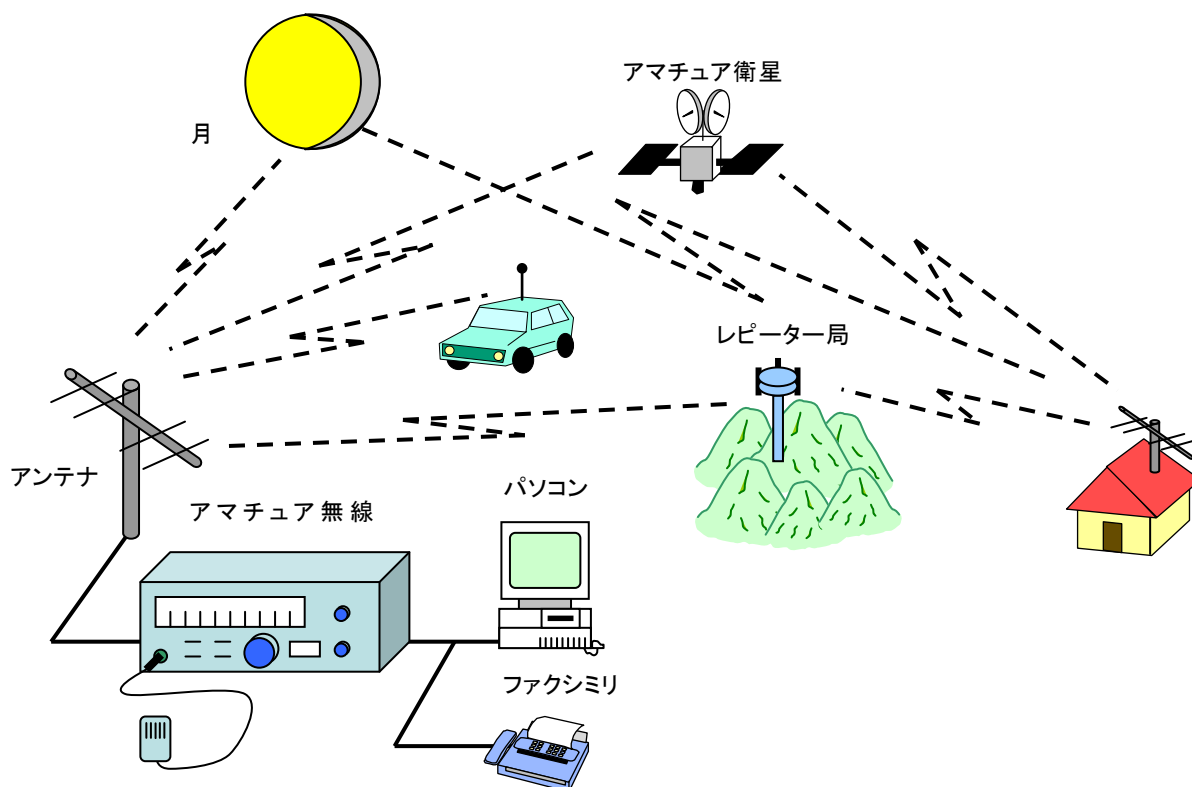 アマチュア衛星
月
レピーター局
アンテナ
パソコン
アマチュア無線
ファクシミリ